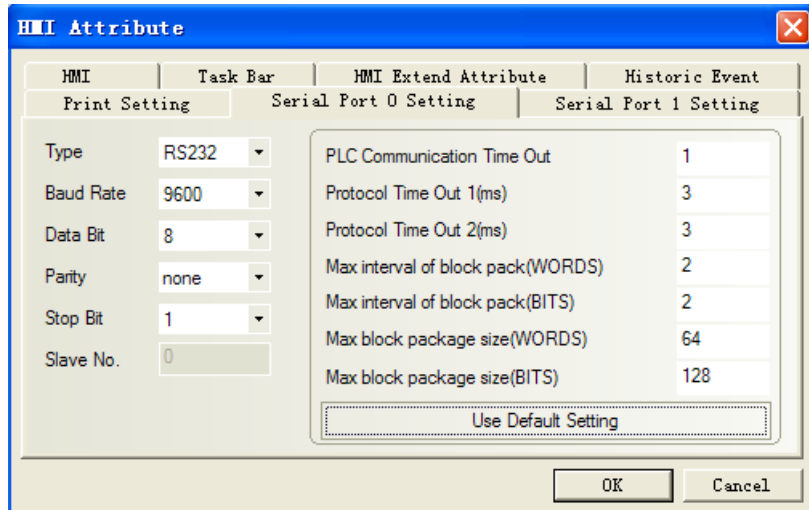 HMI Attribute
HMI Task Bar HMI Extend Attribute Historic Event
Print Setting Serial Port 0 Setting Serial Port 1 Setting
Type RS232
Baud Rate 9600
Data Bit 8
Parity none
Stop Bit 1
Slave No. 0
PLC Communication Time Out 1
Protocol Time Out 1(ms) 3
Protocol Time Out 2(ms) 3
Max interval of block pack(WORDS) 2
Max interval of block pack(BITS) 2
Max block package size(WORDS) 64
Max block package size(BITS) 128
Use Default Setting
OK Cancel